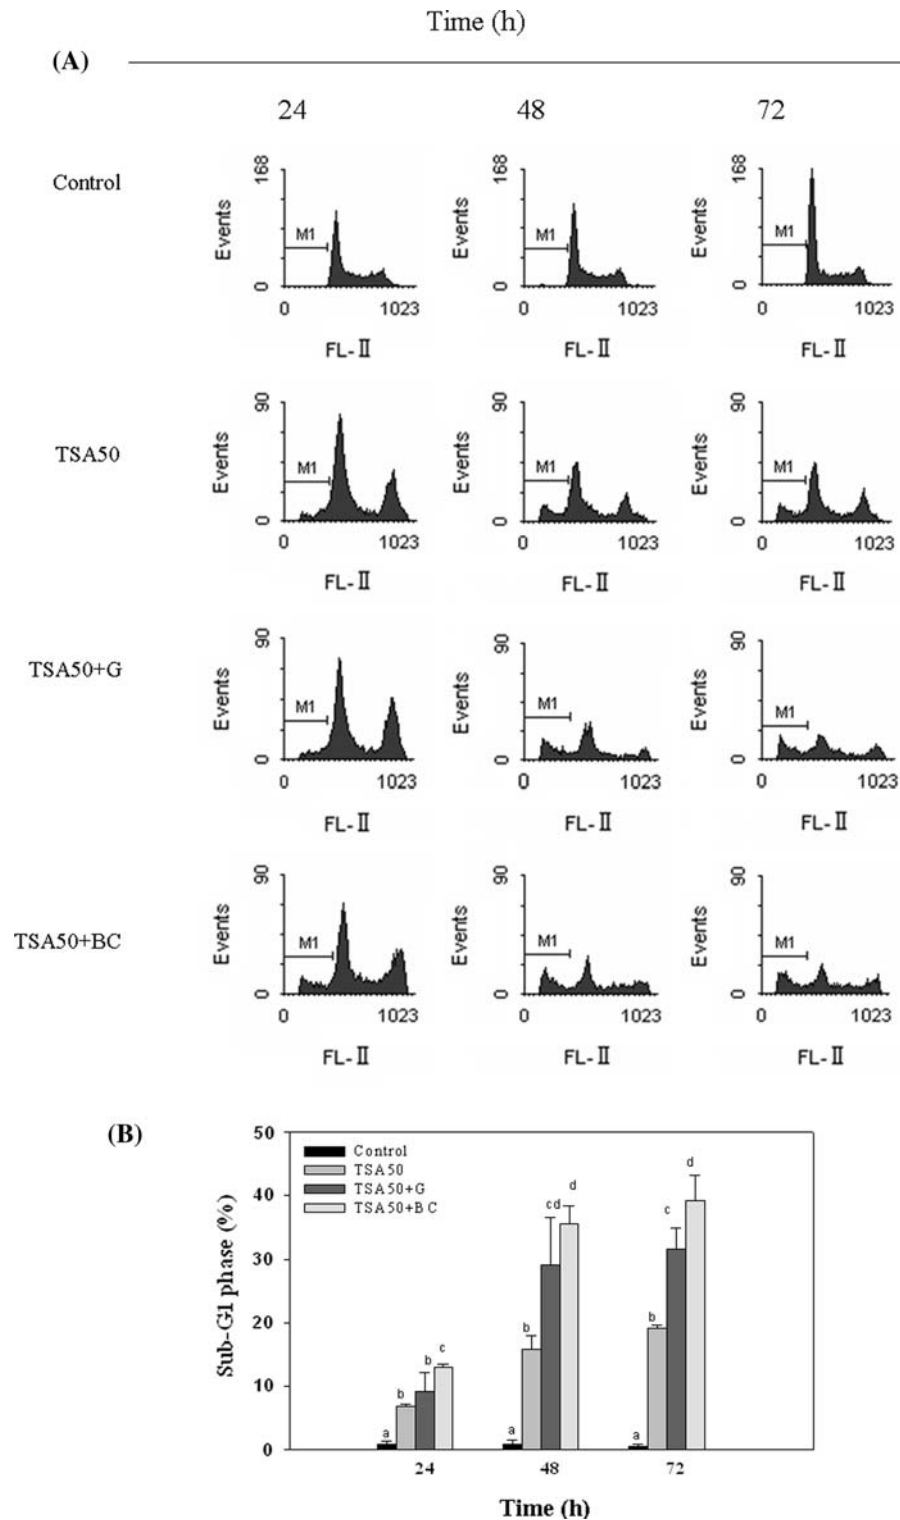 Time (h)
(A)
24 48 72
Control
168 168 168
Events Events Events
M1 M1 M1
0 0 0
0 1023 0 1023 0 1023
FL-Ⅱ FL-Ⅱ FL-Ⅱ
TSA50
90 90 90
Events Events Events
M1 M1 M1
0 0 0
0 1023 0 1023 0 1023
FL-Ⅱ FL-Ⅱ FL-Ⅱ
TSA50+G
90 90 90
Events Events Events
M1 M1 M1
0 0 0
0 1023 0 1023 0 1023
FL-Ⅱ FL-Ⅱ FL-Ⅱ
TSA50+BC
90 90 90
Events Events Events
M1 M1 M1
0 0 0
0 1023 0 1023 0 1023
FL-Ⅱ FL-Ⅱ FL-Ⅱ
(B)
Sub-G1 phase (%)
50
40
30
20
10
0
Control
TSA50
TSA50+G
TSA50+BC
a b b c
a b cd d
a b c d
24 48 72
Time (h)